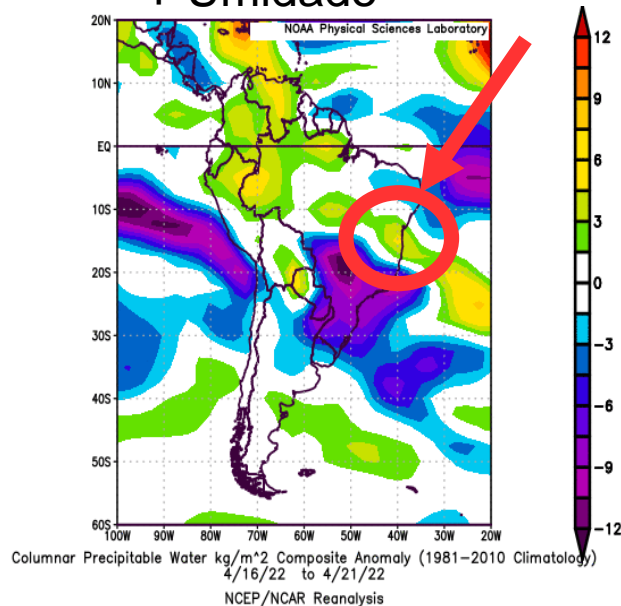 Umidade
NOAA Physical Sciences Laboratory
20N
10N
EQ
10S
20S
30S
40S
50S
60S
100W 90W 80W 70W 60W 50W 40W 30W 20W
12
9
6
3
0
−3
−6
−9
−12
Columnar Precipitable Water kg/m^2 Composite Anomaly (1981-2010 Climatology)
4/16/22 to 4/21/22
NCEP/NCAR Reanalysis